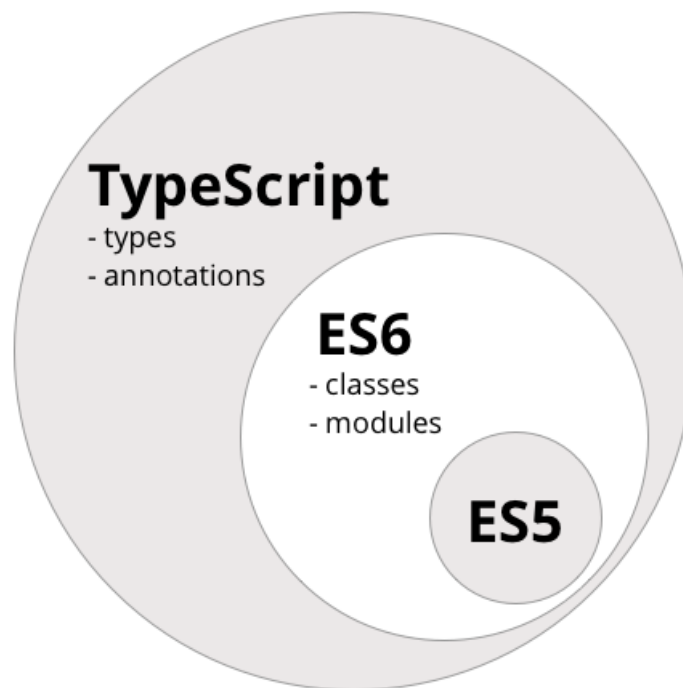 TypeScript
- types
- annotations
ES6
- classes
- modules
ES5